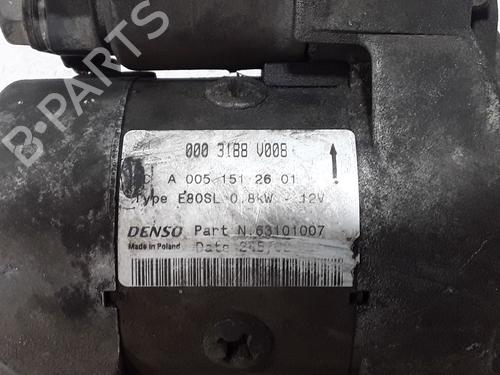 B-PARTS
000 3188 V008
A 005 151 26 01
Type E80SL 0.8kW - 12V
DENSO Part N.63101007
Made in Poland Date